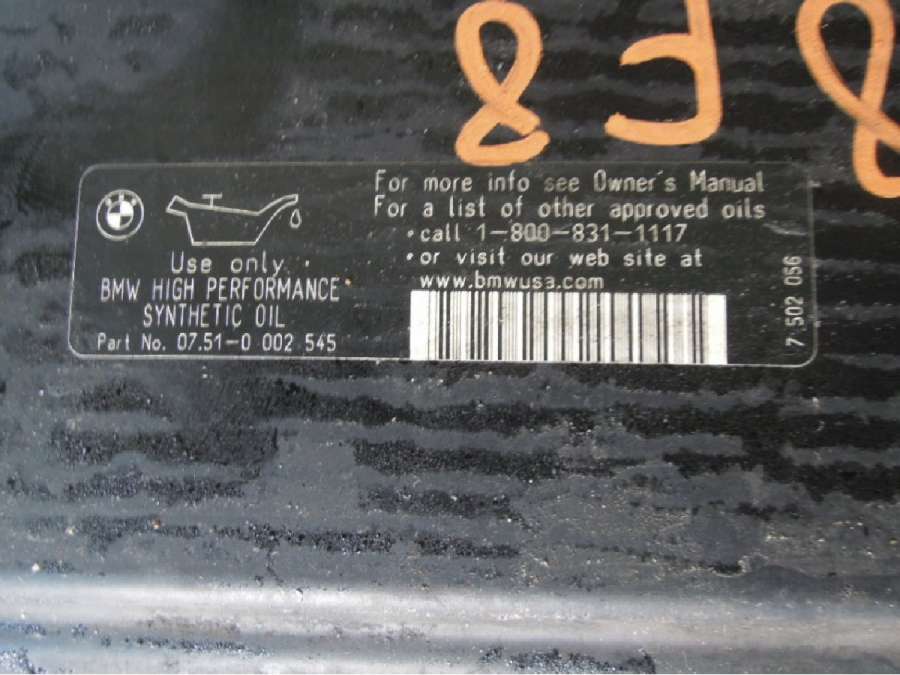 8F8
For more info see Owner's Manual
For a list of other approved oils
• call 1-800-831-1117
• or visit our web site at
www.bmwusa.com
BMW
Use only
BMW HIGH PERFORMANCE
SYNTHETIC OIL
Part No. 07.51-0 002 545
7 502 056